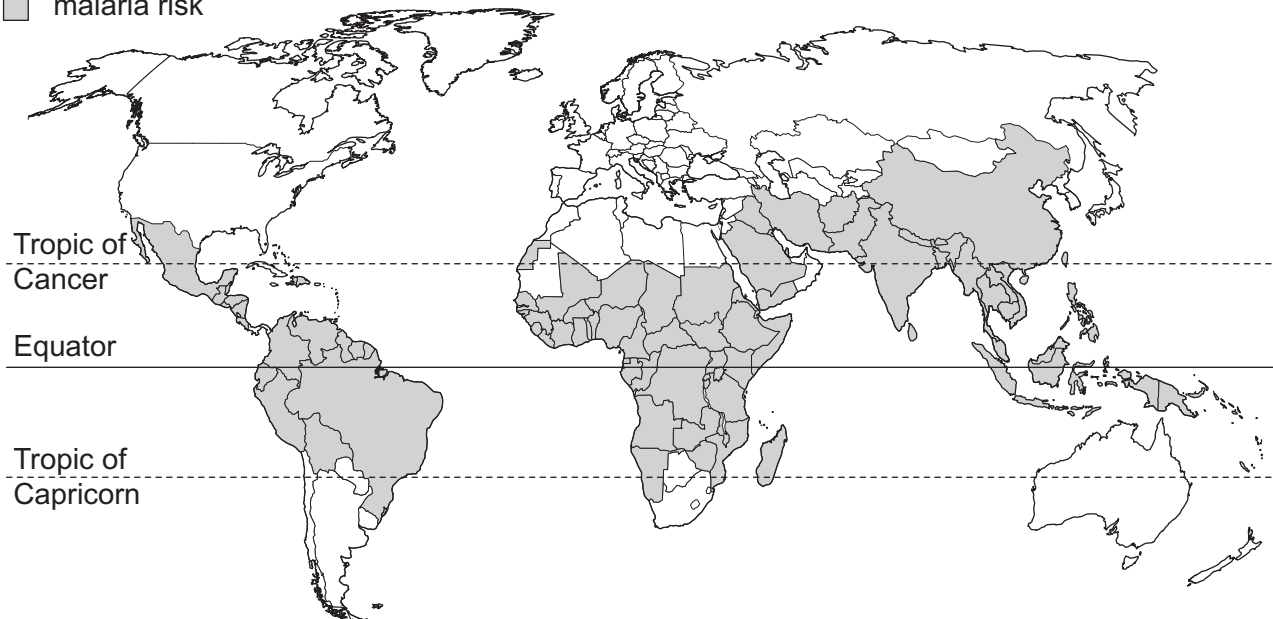 malaria risk
Tropic of
Cancer
Equator
Tropic of
Capricorn